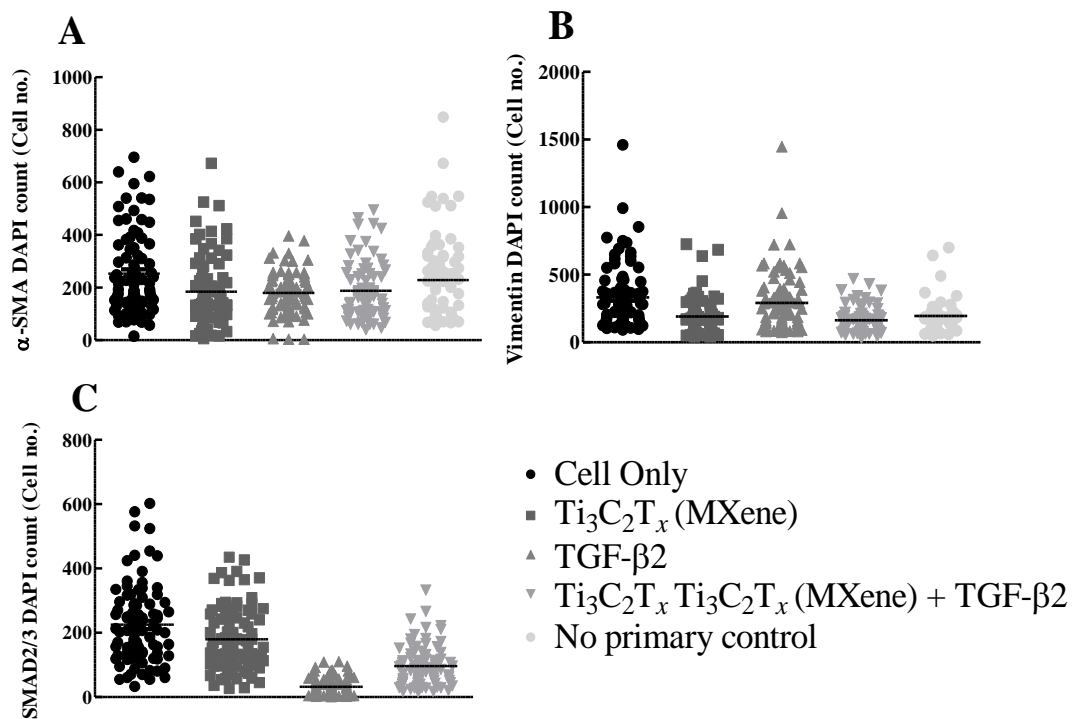 A
α-SMA DAPI count (Cell no.)
1000
800
600
400
200
0
B
Vimentin DAPI count (Cell no.)
2000
1500
1000
500
0
C
SMAD2/3 DAPI count (Cell no.)
800
600
400
200
0
Cell Only
Ti₃C₂Tₓ (MXene)
TGF-β2
Ti₃C₂Tₓ Ti₃C₂Tₓ (MXene) + TGF-β2
No primary control